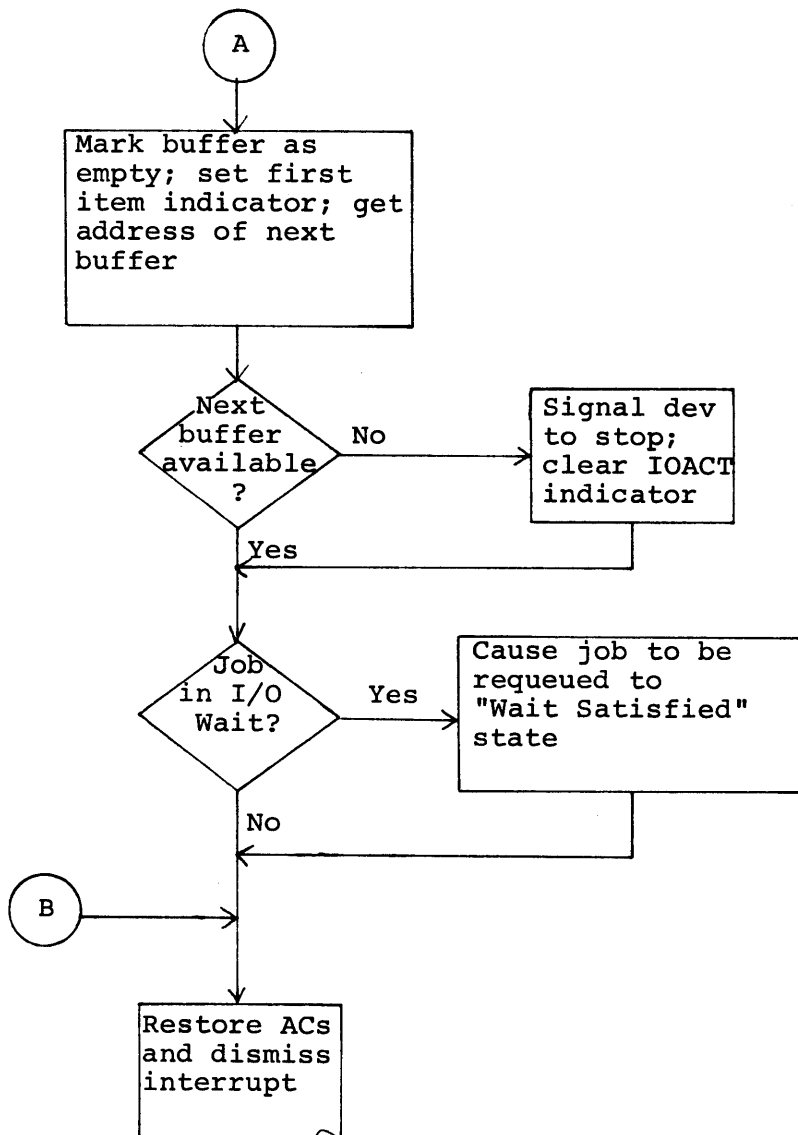 A
Mark buffer as
empty; set first
item indicator; get
address of next
buffer
Next
buffer
available
?
No
Signal dev
to stop;
clear IOACT
indicator
Yes
Job
in I/O
Wait?
Yes
Cause job to be
requeued to
"Wait Satisfied"
state
No
B
Restore ACs
and dismiss
interrupt